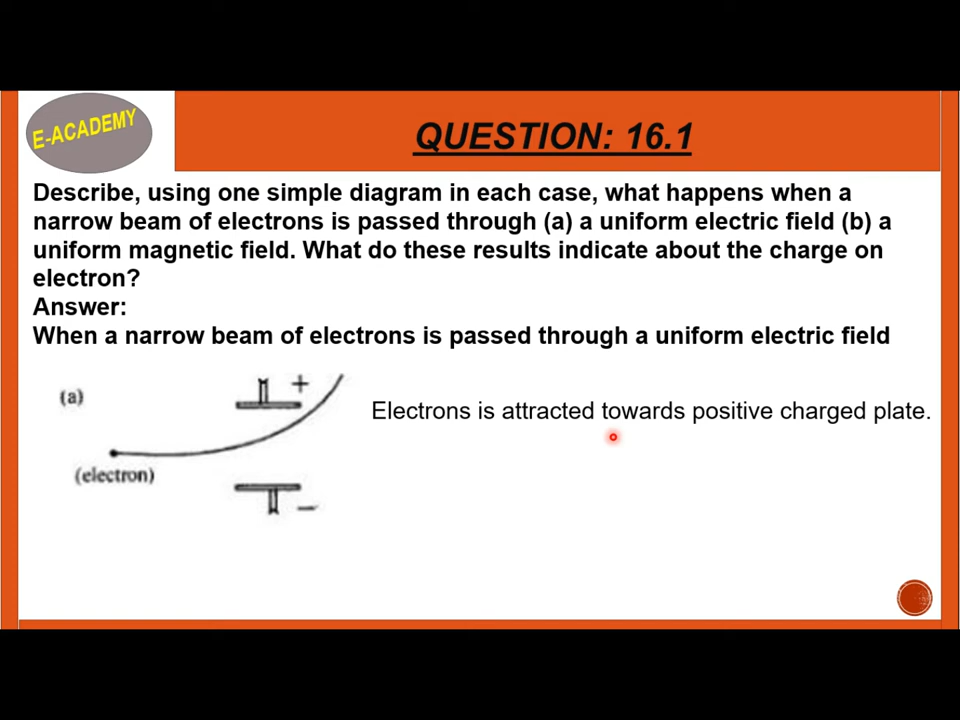 E-ACADEMY
QUESTION: 16.1
Describe, using one simple diagram in each case, what happens when a
narrow beam of electrons is passed through (a) a uniform electric field (b) a
uniform magnetic field. What do these results indicate about the charge on
electron?
Answer:
When a narrow beam of electrons is passed through a uniform electric field
(a)
+
Electrons is attracted towards positive charged plate.
(electron)
−